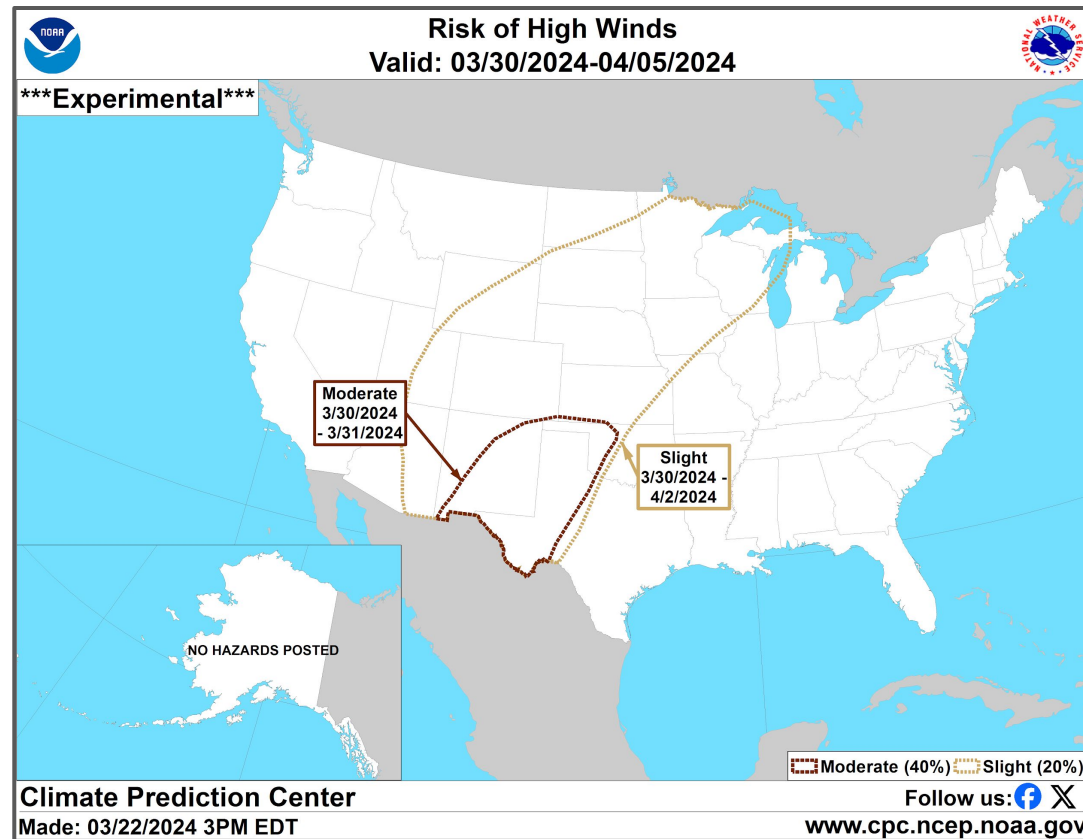 NOAA
Risk of High Winds
Valid: 03/30/2024-04/05/2024
NATIONAL WEATHER SERVICE
***Experimental***
Moderate
3/30/2024
- 3/31/2024
Slight
3/30/2024 -
4/2/2024
NO HAZARDS POSTED
Moderate (40%) Slight (20%)
Climate Prediction Center
Follow us:
Made: 03/22/2024 3PM EDT
www.cpc.ncep.noaa.gov